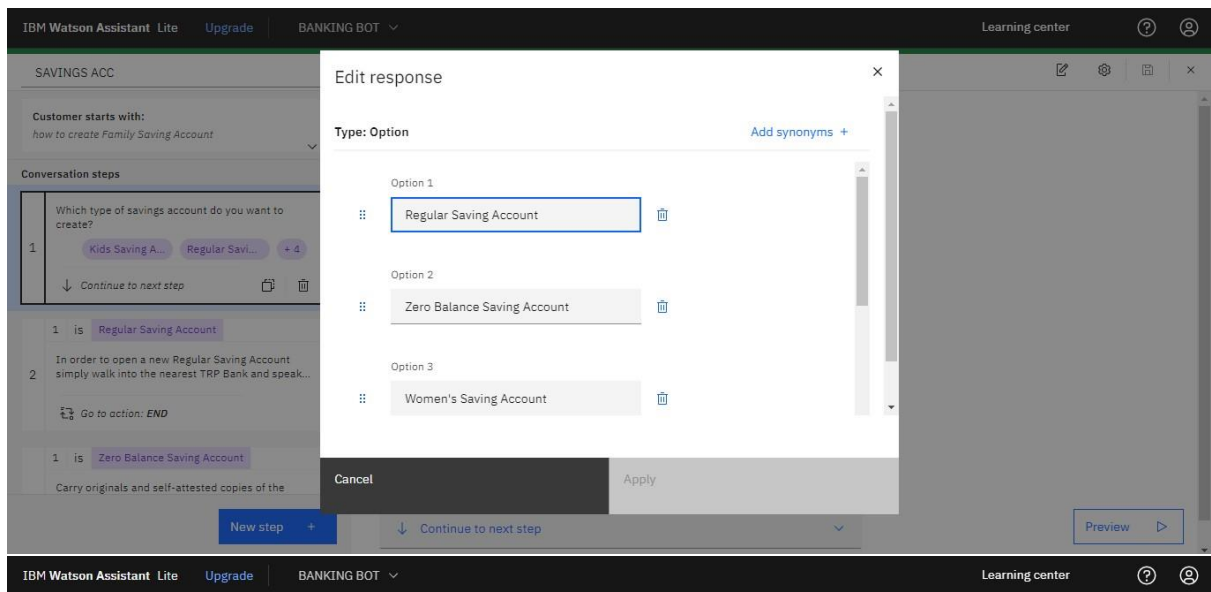 IBM Watson Assistant Lite Upgrade BANKING BOT Learning center
SAVINGS ACC
Customer starts with:
how to create Family Saving Account
Conversation steps
1
Which type of savings account do you want to
create?
Kids Saving A... Regular Savi... + 4
Continue to next step
1 is Regular Saving Account
2
In order to open a new Regular Saving Account
simply walk into the nearest TRP Bank and speak...
Go to action: END
1 is Zero Balance Saving Account
Carry originals and self-attested copies of the
New step +
Edit response
Type: Option Add synonyms +
Option 1
Regular Saving Account
Option 2
Zero Balance Saving Account
Option 3
Women's Saving Account
Cancel Apply
Continue to next step
Preview
IBM Watson Assistant Lite Upgrade BANKING BOT Learning center